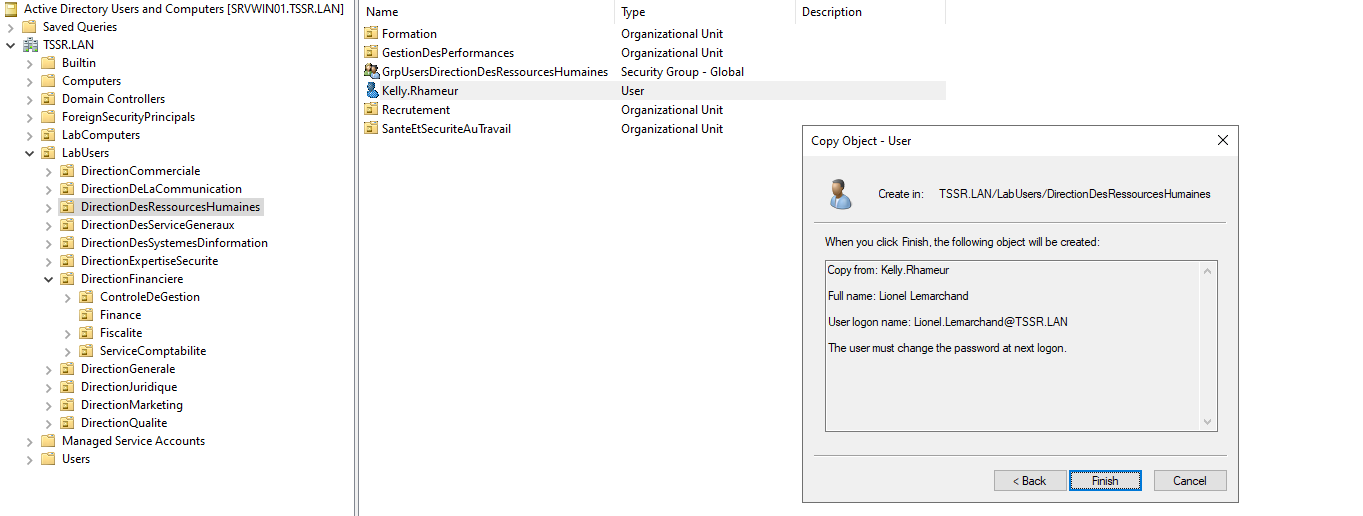 Active Directory Users and Computers [SRVWIN01.TSSR.LAN]
Saved Queries
TSSR.LAN
Builtin
Computers
Domain Controllers
ForeignSecurityPrincipals
LabComputers
LabUsers
DirectionCommerciale
DirectionDeLaCommunication
DirectionDesRessourcesHumaines
DirectionDesServiceGeneraux
DirectionDesSystemesDinformation
DirectionExpertiseSecurite
DirectionFinanciere
ControleDeGestion
Finance
Fiscalite
ServiceComptabilite
DirectionGenerale
DirectionJuridique
DirectionMarketing
DirectionQualite
Managed Service Accounts
Users
Name Type Description
Formation Organizational Unit
GestionDesPerformances Organizational Unit
GrpUsersDirectionDesRessourcesHumaines Security Group - Global
Kelly.Rhameur User
Recrutement Organizational Unit
SanteEtSecuriteAuTravail Organizational Unit
Copy Object - User
Create in: TSSR.LAN/LabUsers/DirectionDesRessourcesHumaines
When you click Finish, the following object will be created:
Copy from: Kelly.Rhameur
Full name: Lionel Lemarchand
User logon name: Lionel.Lemarchand@TSSR.LAN
The user must change the password at next logon.
< Back Finish Cancel